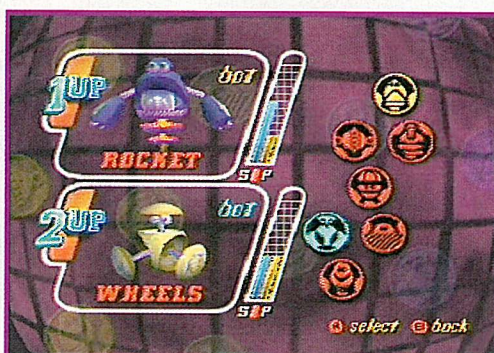 1UP
bot
ROCKET
S P
2UP
bot
WHEELS
S P
A select B back